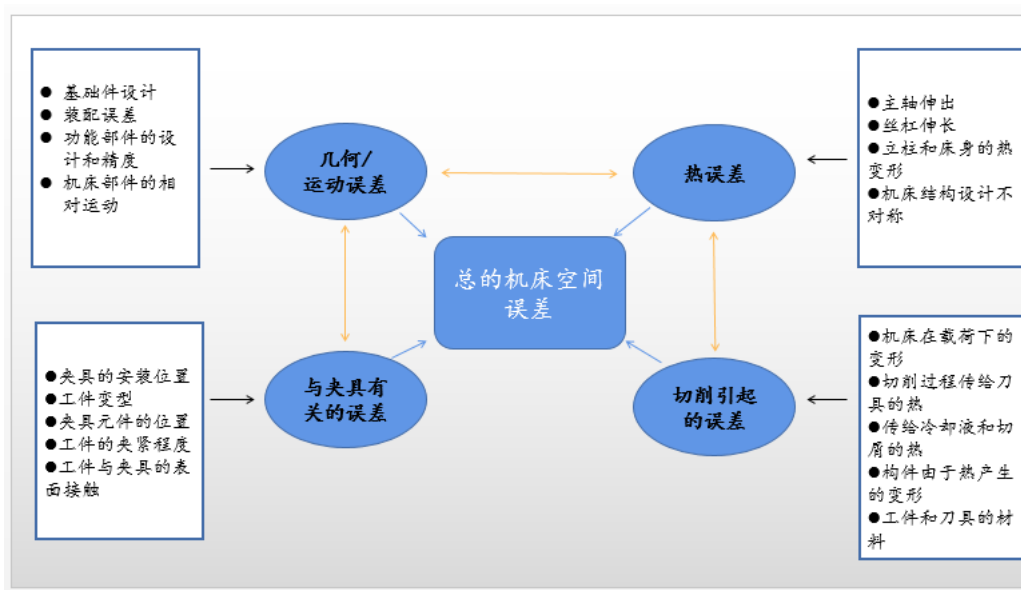 ● 基础件设计
● 装配误差
● 功能部件的设
计和精度
● 机床部件的相
对运动
几何/
运动误差
热误差
●主轴伸出
●丝杠伸长
●立柱和床身的热
变形
●机床结构设计不
对称
总的机床空间
误差
●夹具的安装位置
●工件变型
●夹具元件的位置
●工件的夹紧程度
●工件与夹具的表
面接触
与夹具有
关的误差
切削引起
的误差
●机床在载荷下的
变形
●切削过程传给刀
具的热
●传给冷却液和切
屑的热
●构件由于热产生
的变形
●工件和刀具的材
料